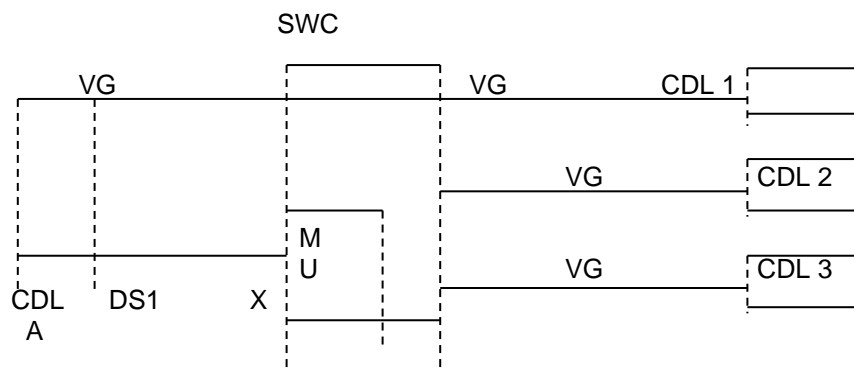 SWC
VG VG CDL 1
VG CDL 2
M
U
VG CDL 3
CDL DS1 X
A